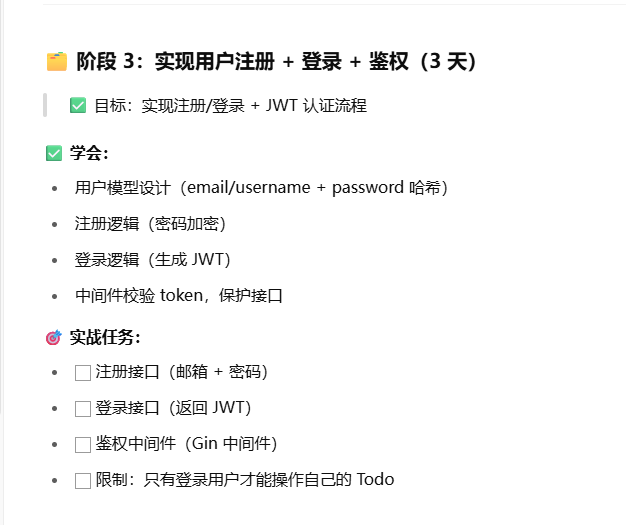 阶段 3：实现用户注册 + 登录 + 鉴权（3 天）
目标：实现注册/登录 + JWT 认证流程
学会：
用户模型设计（email/username + password 哈希）
注册逻辑（密码加密）
登录逻辑（生成 JWT）
中间件校验 token，保护接口
实战任务：
注册接口（邮箱 + 密码）
登录接口（返回 JWT）
鉴权中间件（Gin 中间件）
限制：只有登录用户才能操作自己的 Todo